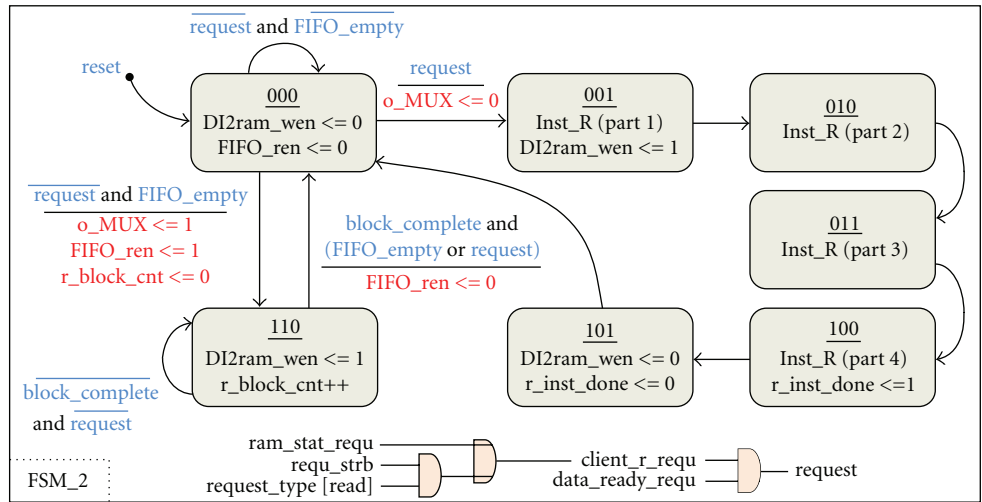 request and FIFO_empty
reset
000
DI2ram_wen <= 0
FIFO_ren <= 0
request
o_MUX <= 0
001
Inst_R (part 1)
DI2ram_wen <= 1
010
Inst_R (part 2)
request and FIFO_empty
o_MUX <= 1
FIFO_ren <= 1
r_block_cnt <= 0
block_complete and
(FIFO_empty or request)
FIFO_ren <= 0
011
Inst_R (part 3)
110
DI2ram_wen <= 1
r_block_cnt++
101
DI2ram_wen <= 0
r_inst_done <= 0
100
Inst_R (part 4)
r_inst_done <=1
block_complete
and request
ram_stat_requ
requ_strb
request_type [read]
client_r_requ
data_ready_requ
request
FSM_2